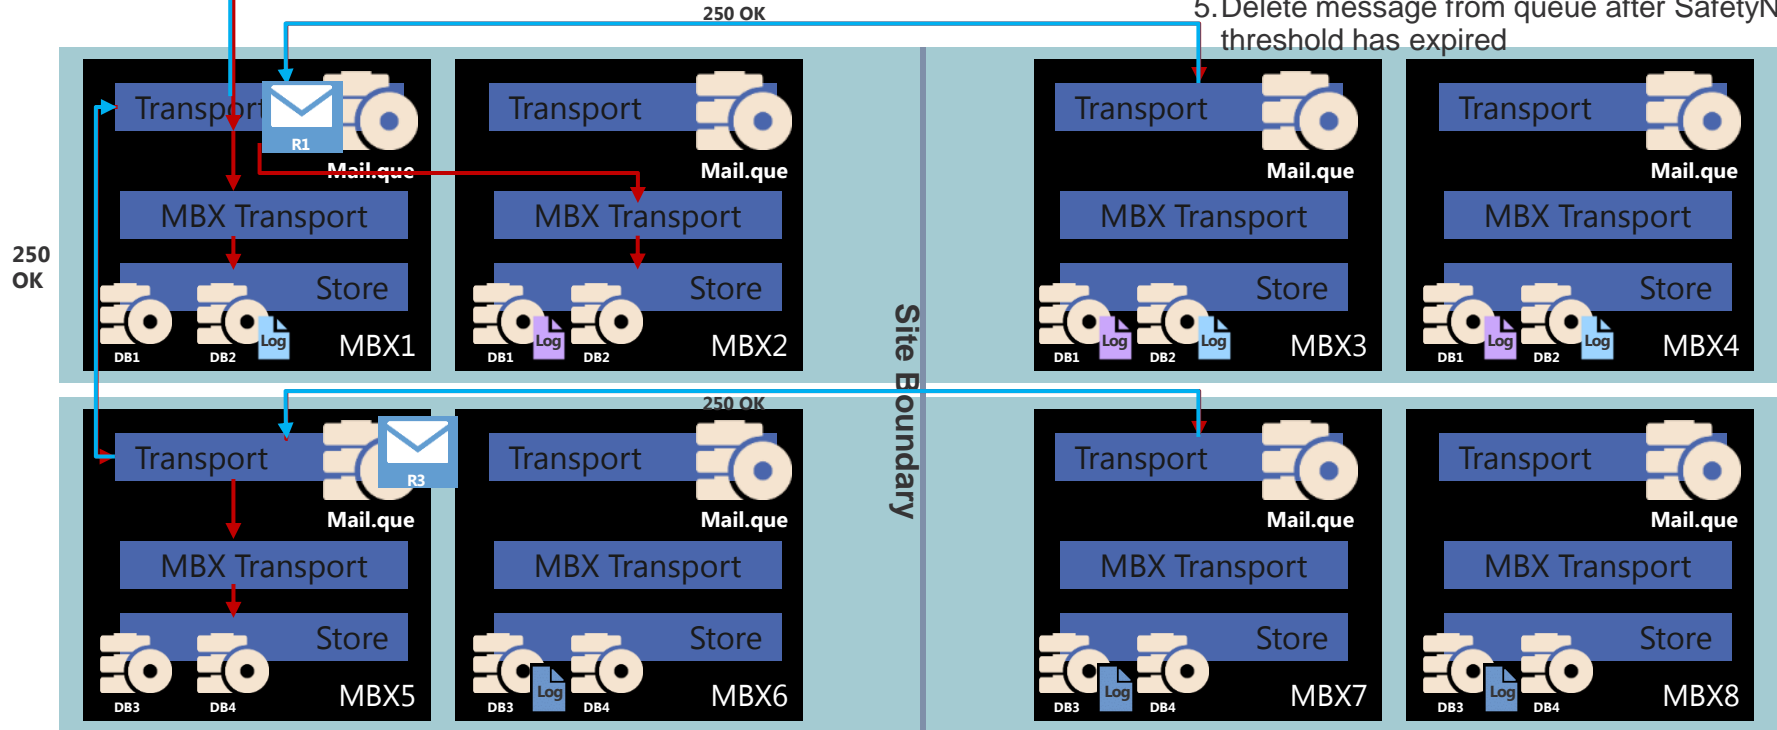 250 OK
5. Delete message from queue after SafetyN
threshold has expired
Transport
R1
Mail.que
MBX Transport
Store
DB1
DB2
Log
MBX1
Transport
Mail.que
MBX Transport
Store
DB1
Log
DB2
MBX2
Transport
Mail.que
MBX Transport
Store
DB1
Log
DB2
Log
MBX3
Transport
Mail.que
MBX Transport
Store
DB1
Log
DB2
Log
MBX4
250
OK
Site Boundary
250 OK
Transport
R3
Mail.que
MBX Transport
Store
DB3
DB4
MBX5
Transport
Mail.que
MBX Transport
Store
DB3
Log
DB4
MBX6
Transport
Mail.que
MBX Transport
Store
DB3
Log
DB4
MBX7
Transport
Mail.que
MBX Transport
Store
DB3
Log
DB4
MBX8